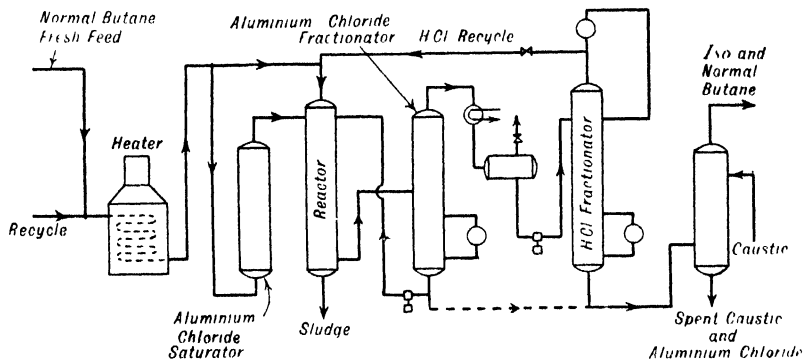 Normal Butane
Fresh Feed
Aluminium Chloride
Fractionator
HCl Recycle
Iso and
Normal
Butane
Heater
Reactor
HCl Fractionator
Recycle
Caustic
Aluminium
Chloride
Saturator
Sludge
Spent Caustic
and
Aluminium Chloride